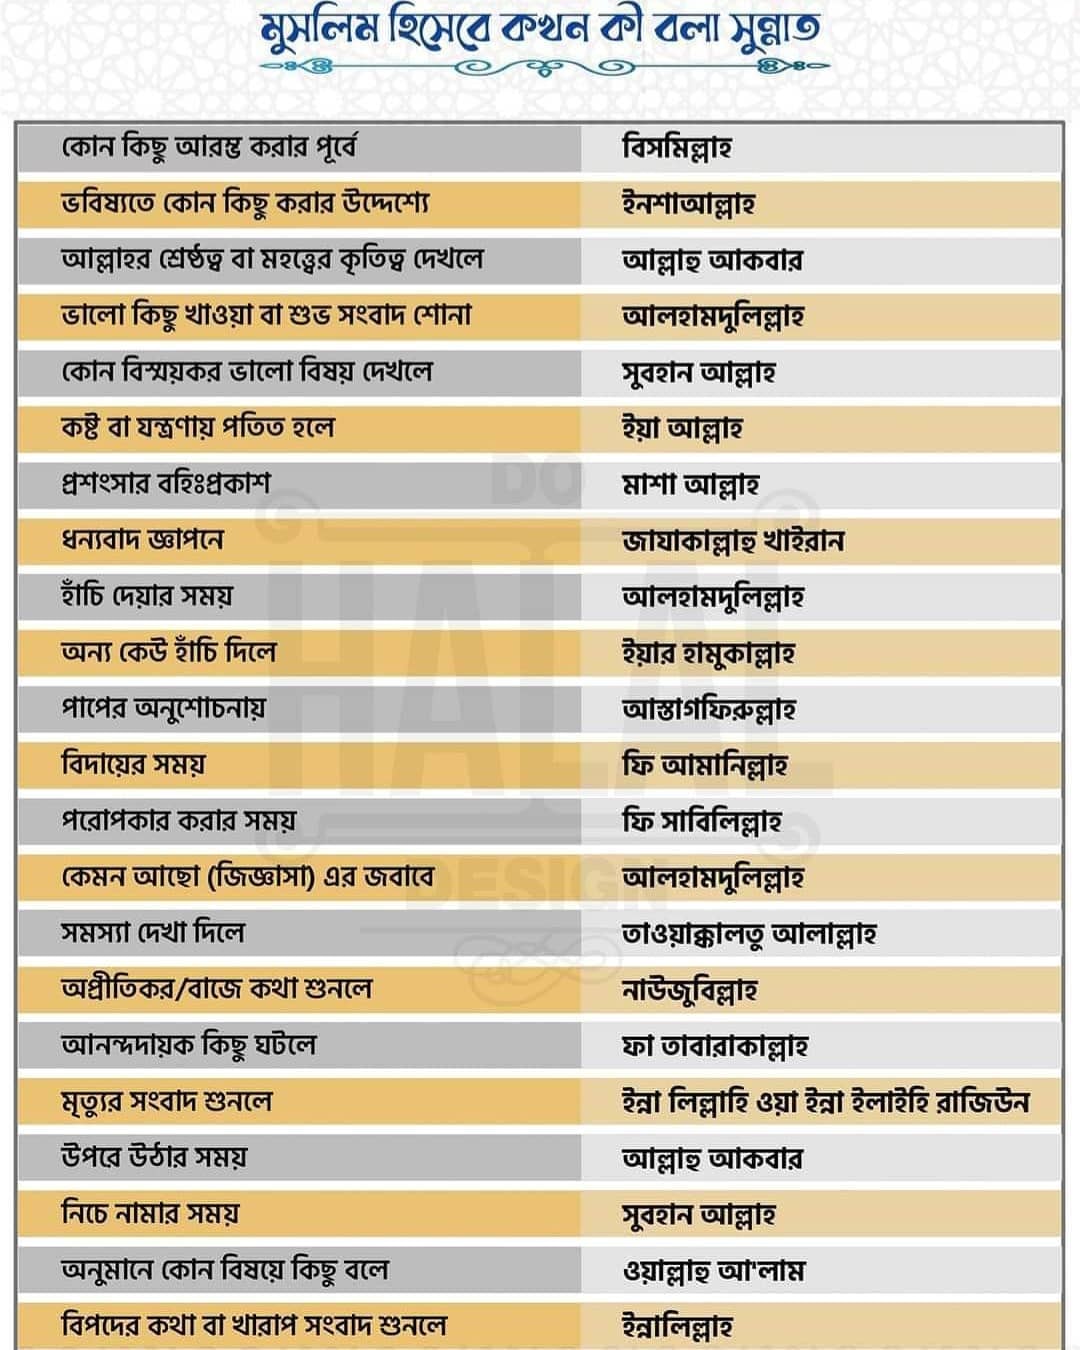 মুসলিম হিসেবে কখন কী বলা সুন্নাত
কোন কিছু আরম্ভ করার পূর্বে বিসমিল্লাহ
ভবিষ্যতে কোন কিছু করার উদ্দেশ্যে ইনশাআল্লাহ
আল্লাহর শ্রেষ্ঠত্ব বা মহত্ত্বের কৃতিত্ব দেখলে আল্লাহু আকবার
ভালো কিছু খাওয়া বা শুভ সংবাদ শোনা আলহামদুলিল্লাহ
কোন বিস্ময়কর ভালো বিষয় দেখলে সুবহান আল্লাহ
কষ্ট বা যন্ত্রণায় পতিত হলে ইয়া আল্লাহ
প্রশংসার বহিঃপ্রকাশ মাশা আল্লাহ
ধন্যবাদ জ্ঞাপনে জাযাকাল্লাহু খাইরান
হাঁচি দেয়ার সময় আলহামদুলিল্লাহ
অন্য কেউ হাঁচি দিলে ইয়ার হামুকাল্লাহ
পাপের অনুশোচনায় আস্তাগফিরুল্লাহ
বিদায়ের সময় ফি আমানিল্লাহ
পরোপকার করার সময় ফি সাবিলিল্লাহ
কেমন আছো (জিজ্ঞাসা) এর জবাবে আলহামদুলিল্লাহ
সমস্যা দেখা দিলে তাওয়াক্কালতু আলাল্লাহ
অপ্রীতিকর/বাজে কথা শুনলে নাউজুবিল্লাহ
আনন্দদায়ক কিছু ঘটলে ফা তাবারাকাল্লাহ
মৃত্যুর সংবাদ শুনলে ইন্না লিল্লাহি ওয়া ইন্না ইলাইহি রাজিউন
উপরে উঠার সময় আল্লাহু আকবার
নিচে নামার সময় সুবহান আল্লাহ
অনুমানে কোন বিষয়ে কিছু বলে ওয়াল্লাহু আ'লাম
বিপদের কথা বা খারাপ সংবাদ শুনলে ইন্নালিল্লাহ
DO
HALAL
DESIGN